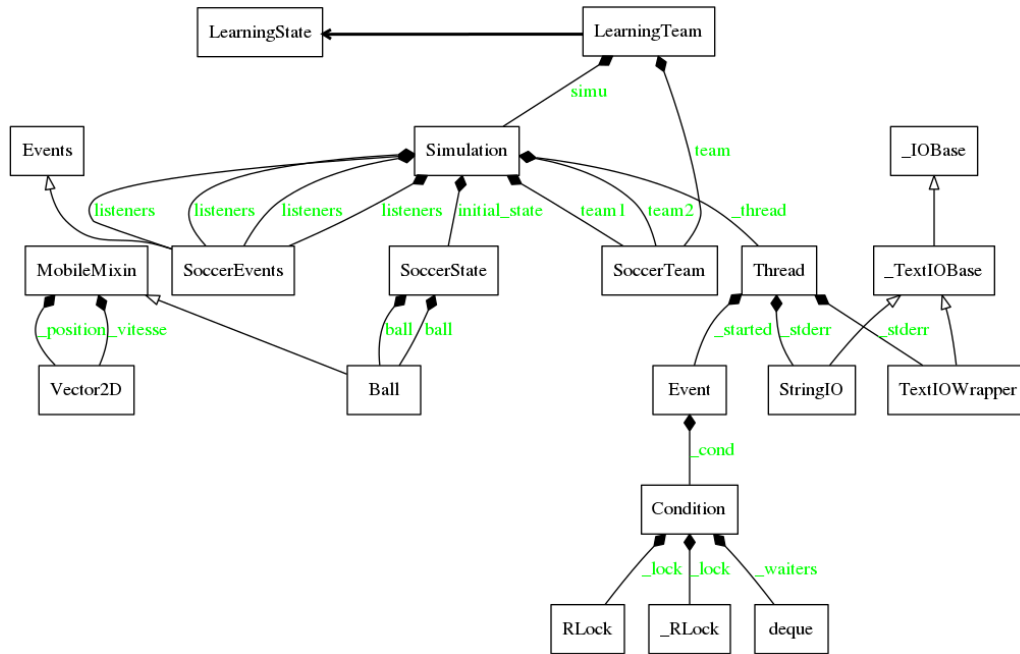 LearningState
LearningTeam
simu
Events
Simulation
team
_IOBase
listeners
listeners
listeners
listeners
initial_state
team1
team2
_thread
MobileMixin
SoccerEvents
SoccerState
SoccerTeam
Thread
_TextIOBase
_position
_vitesse
ball
ball
_started
_stderr
_stderr
Vector2D
Ball
Event
StringIO
TextIOWrapper
_cond
Condition
_lock
_lock
_waiters
RLock
_RLock
deque